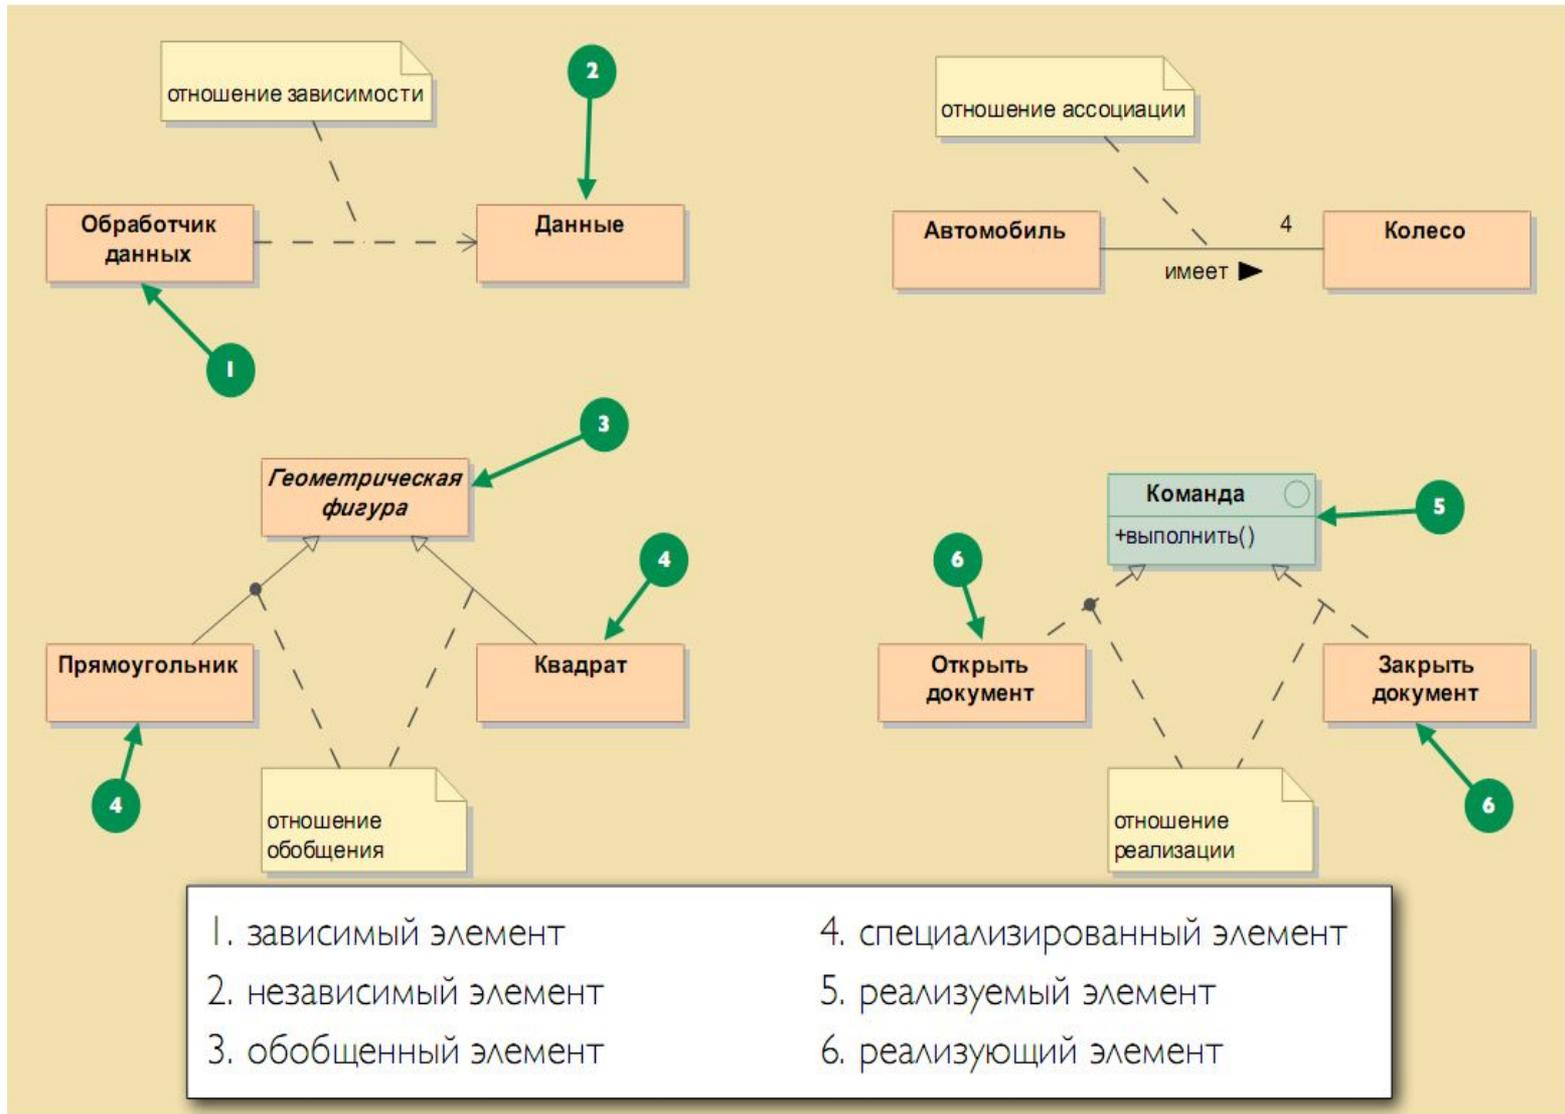 отношение зависимости
2
Обработчик
данных
Данные
1
отношение ассоциации
Автомобиль
4
имеет
Колесо
3
Геометрическая
фигура
4
Прямоугольник
Квадрат
4
отношение
обобщения
Команда
+выполнить()
5
6
Открыть
документ
Закрыть
документ
6
отношение
реализации
1. зависимый элемент
2. независимый элемент
3. обобщенный элемент
4. специализированный элемент
5. реализуемый элемент
6. реализующий элемент